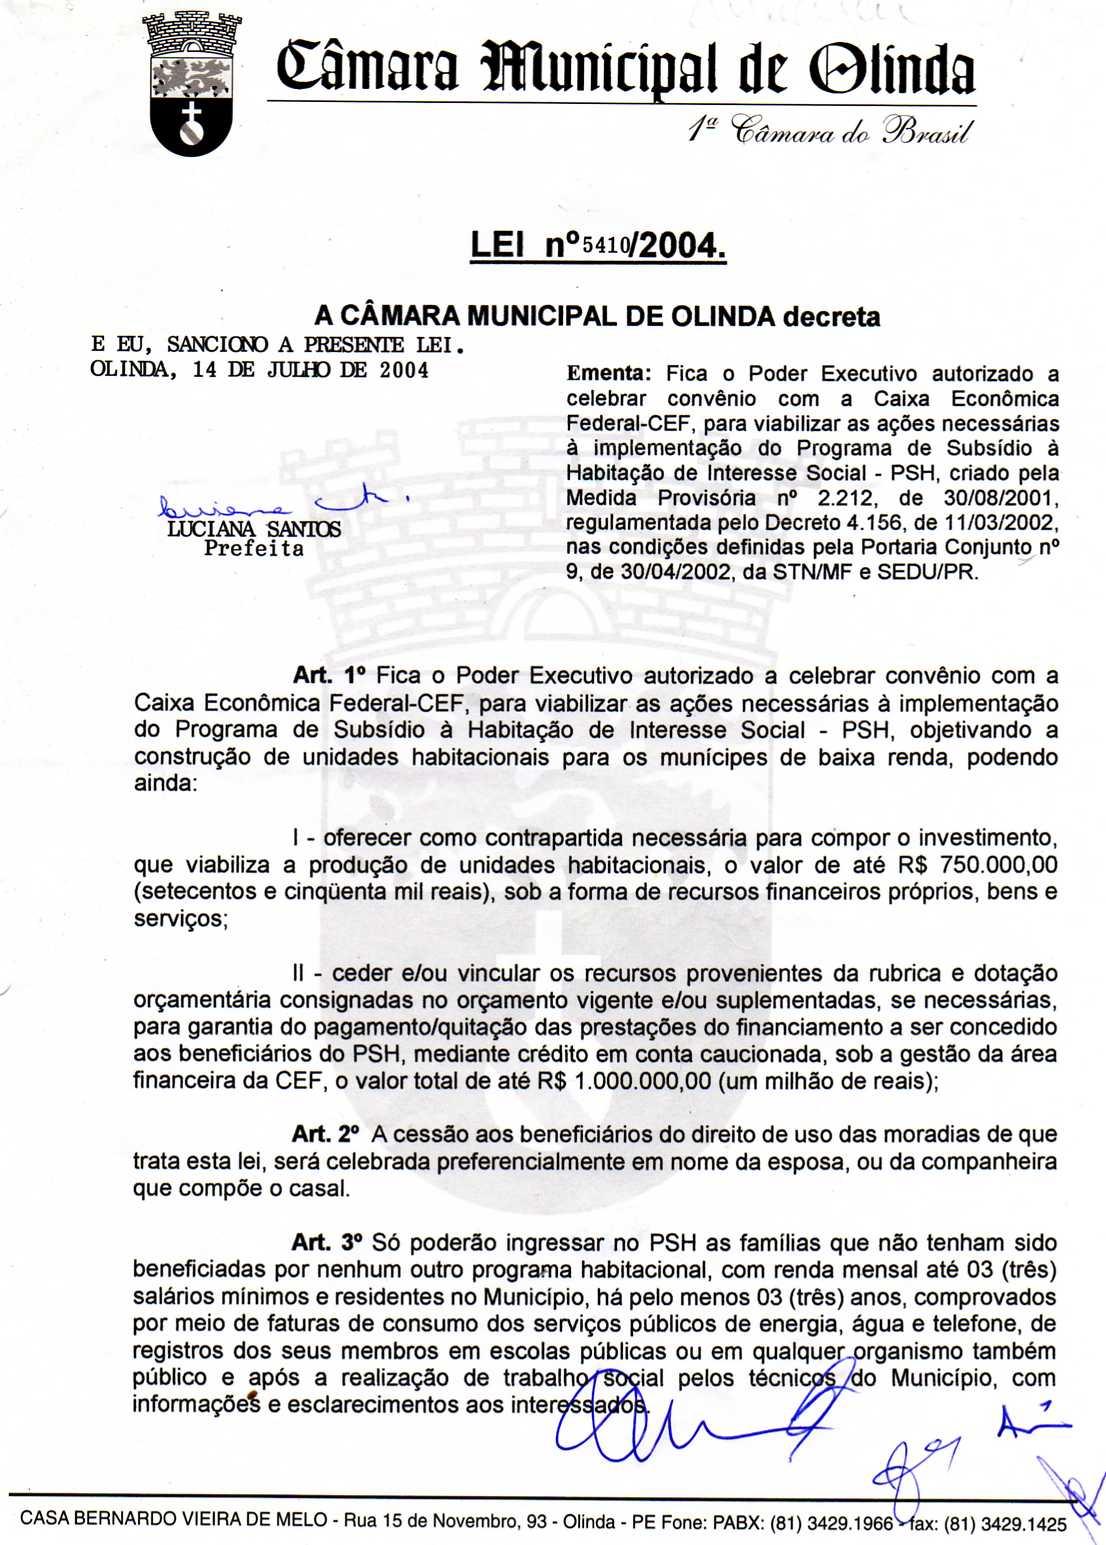 Câmara Municipal de Olinda
1ª Câmara do Brasil
LEI nº5410/2004.
A CÂMARA MUNICIPAL DE OLINDA decreta
E EU, SANCIONO A PRESENTE LEI.
OLINDA, 14 DE JULHO DE 2004
Ementa: Fica o Poder Executivo autorizado a
celebrar convênio com a Caixa Econômica
Federal-CEF, para viabilizar as ações necessárias
à implementação do Programa de Subsídio à
Habitação de Interesse Social - PSH, criado pela
Medida Provisória nº 2.212, de 30/08/2001,
regulamentada pelo Decreto 4.156, de 11/03/2002,
nas condições definidas pela Portaria Conjunto nº
9, de 30/04/2002, da STN/MF e SEDU/PR.
LUCIANA SANTOS
Prefeita
Art. 1º Fica o Poder Executivo autorizado a celebrar convênio com a
Caixa Econômica Federal-CEF, para viabilizar as ações necessárias à implementação
do Programa de Subsídio à Habitação de Interesse Social - PSH, objetivando a
construção de unidades habitacionais para os munícipes de baixa renda, podendo
ainda:
I - oferecer como contrapartida necessária para compor o investimento,
que viabiliza a produção de unidades habitacionais, o valor de até R$ 750.000,00
(setecentos e cinqüenta mil reais), sob a forma de recursos financeiros próprios, bens e
serviços;
II - ceder e/ou vincular os recursos provenientes da rubrica e dotação
orçamentária consignadas no orçamento vigente e/ou suplementadas, se necessárias,
para garantia do pagamento/quitação das prestações do financiamento a ser concedido
aos beneficiários do PSH, mediante crédito em conta caucionada, sob a gestão da área
financeira da CEF, o valor total de até R$ 1.000.000,00 (um milhão de reais);
Art. 2º A cessão aos beneficiários do direito de uso das moradias de que
trata esta lei, será celebrada preferencialmente em nome da esposa, ou da companheira
que compõe o casal.
Art. 3º Só poderão ingressar no PSH as famílias que não tenham sido
beneficiadas por nenhum outro programa habitacional, com renda mensal até 03 (três)
salários mínimos e residentes no Município, há pelo menos 03 (três) anos, comprovados
por meio de faturas de consumo dos serviços públicos de energia, água e telefone, de
registros dos seus membros em escolas públicas ou em qualquer organismo também
público e após a realização de trabalho social pelos técnicos do Município, com
informações e esclarecimentos aos interessados.
CASA BERNARDO VIEIRA DE MELO - Rua 15 de Novembro, 93 - Olinda - PE Fone: PABX: (81) 3429.1966 - fax: (81) 3429.1425